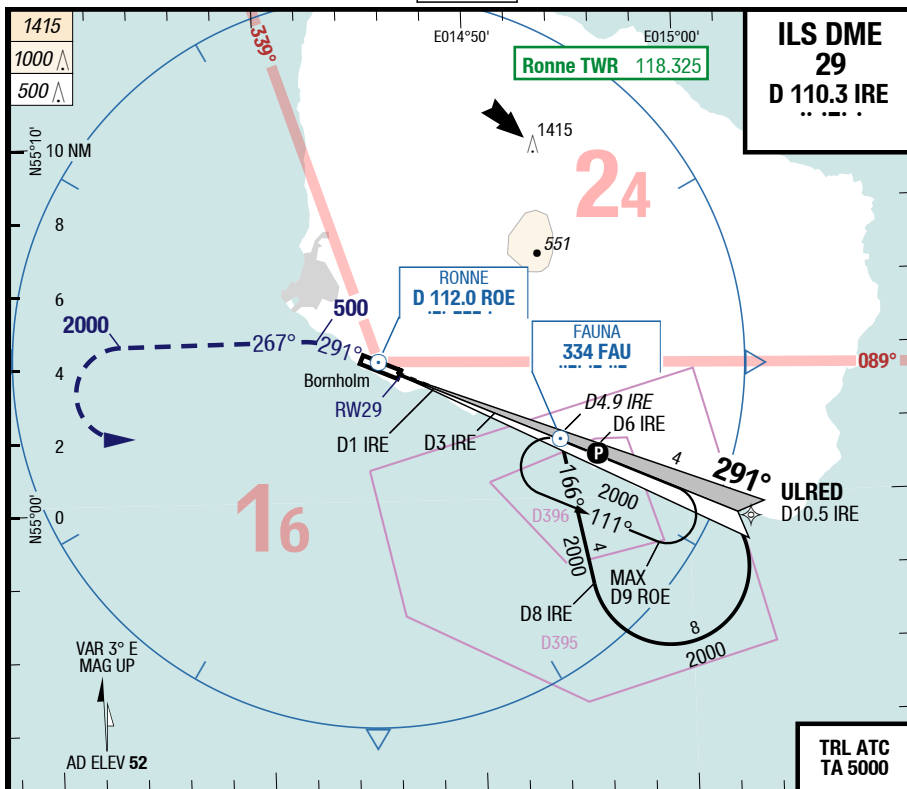 1415
1000
500
339°
E014°50'
E015°00'
Ronne TWR 118.325
ILS DME
29
D 110.3 IRE
1415
N55°10'
10 NM
24
8
551
6
RONNE
D 112.0 ROE
2000
500
267°
291°
FAUNA
334 FAU
089°
4
Bornholm
RW29
D4.9 IRE
D1 IRE
D3 IRE
D6 IRE
P
4
291°
2
166°
2000
ULRED
D10.5 IRE
N55°00'
0
16
D396
111°
4
2000
MAX
D9 ROE
D8 IRE
8
2000
D395
VAR 3° E
MAG UP
AD ELEV 52
TRL ATC
TA 5000